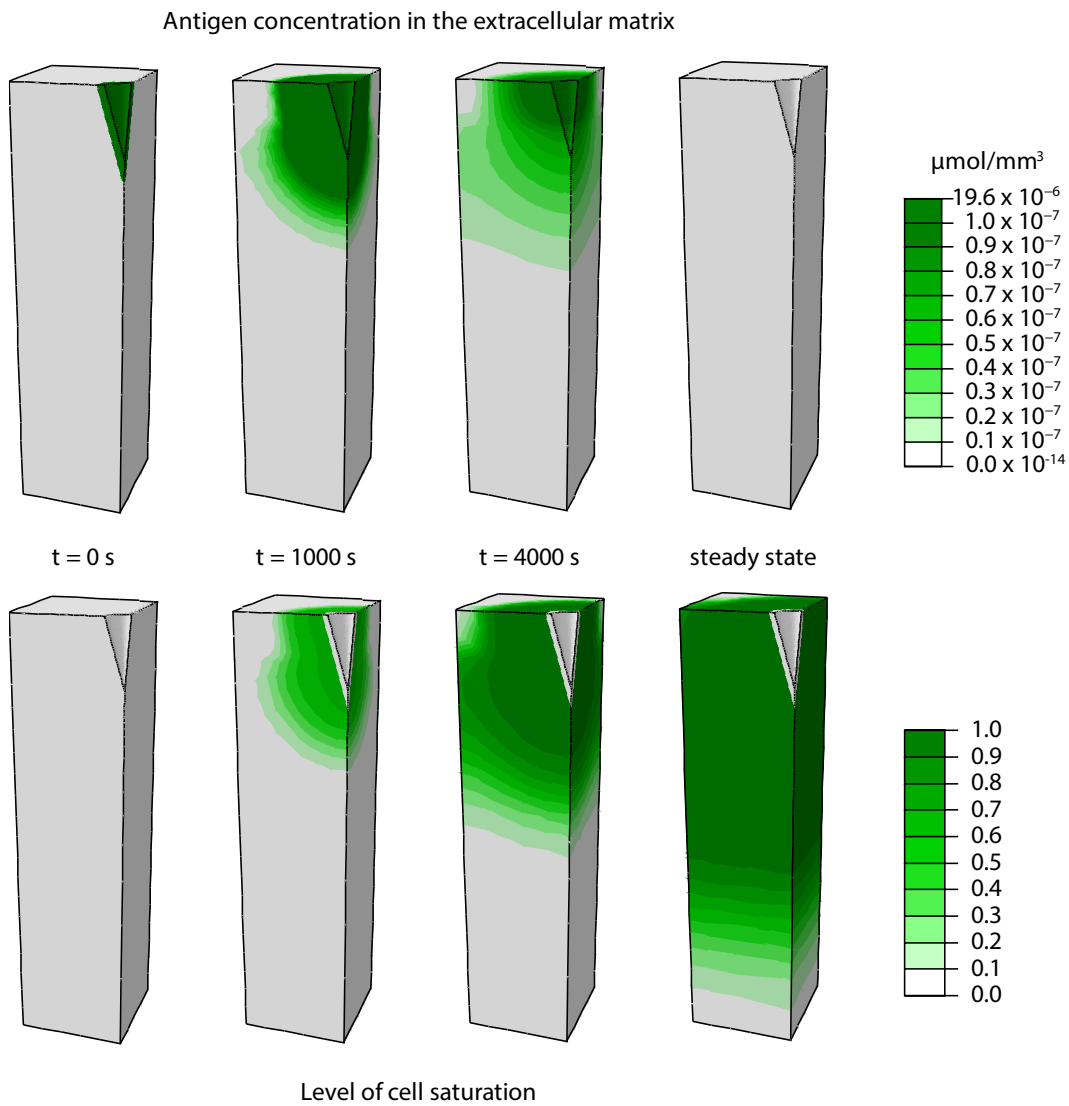 Antigen concentration in the extracellular matrix
μmol/mm³
19.6 x 10⁻⁶
1.0 x 10⁻⁷
0.9 x 10⁻⁷
0.8 x 10⁻⁷
0.7 x 10⁻⁷
0.6 x 10⁻⁷
0.5 x 10⁻⁷
0.4 x 10⁻⁷
0.3 x 10⁻⁷
0.2 x 10⁻⁷
0.1 x 10⁻⁷
0.0 x 10⁻¹⁴
t = 0 s
t = 1000 s
t = 4000 s
steady state
1.0
0.9
0.8
0.7
0.6
0.5
0.4
0.3
0.2
0.1
0.0
Level of cell saturation